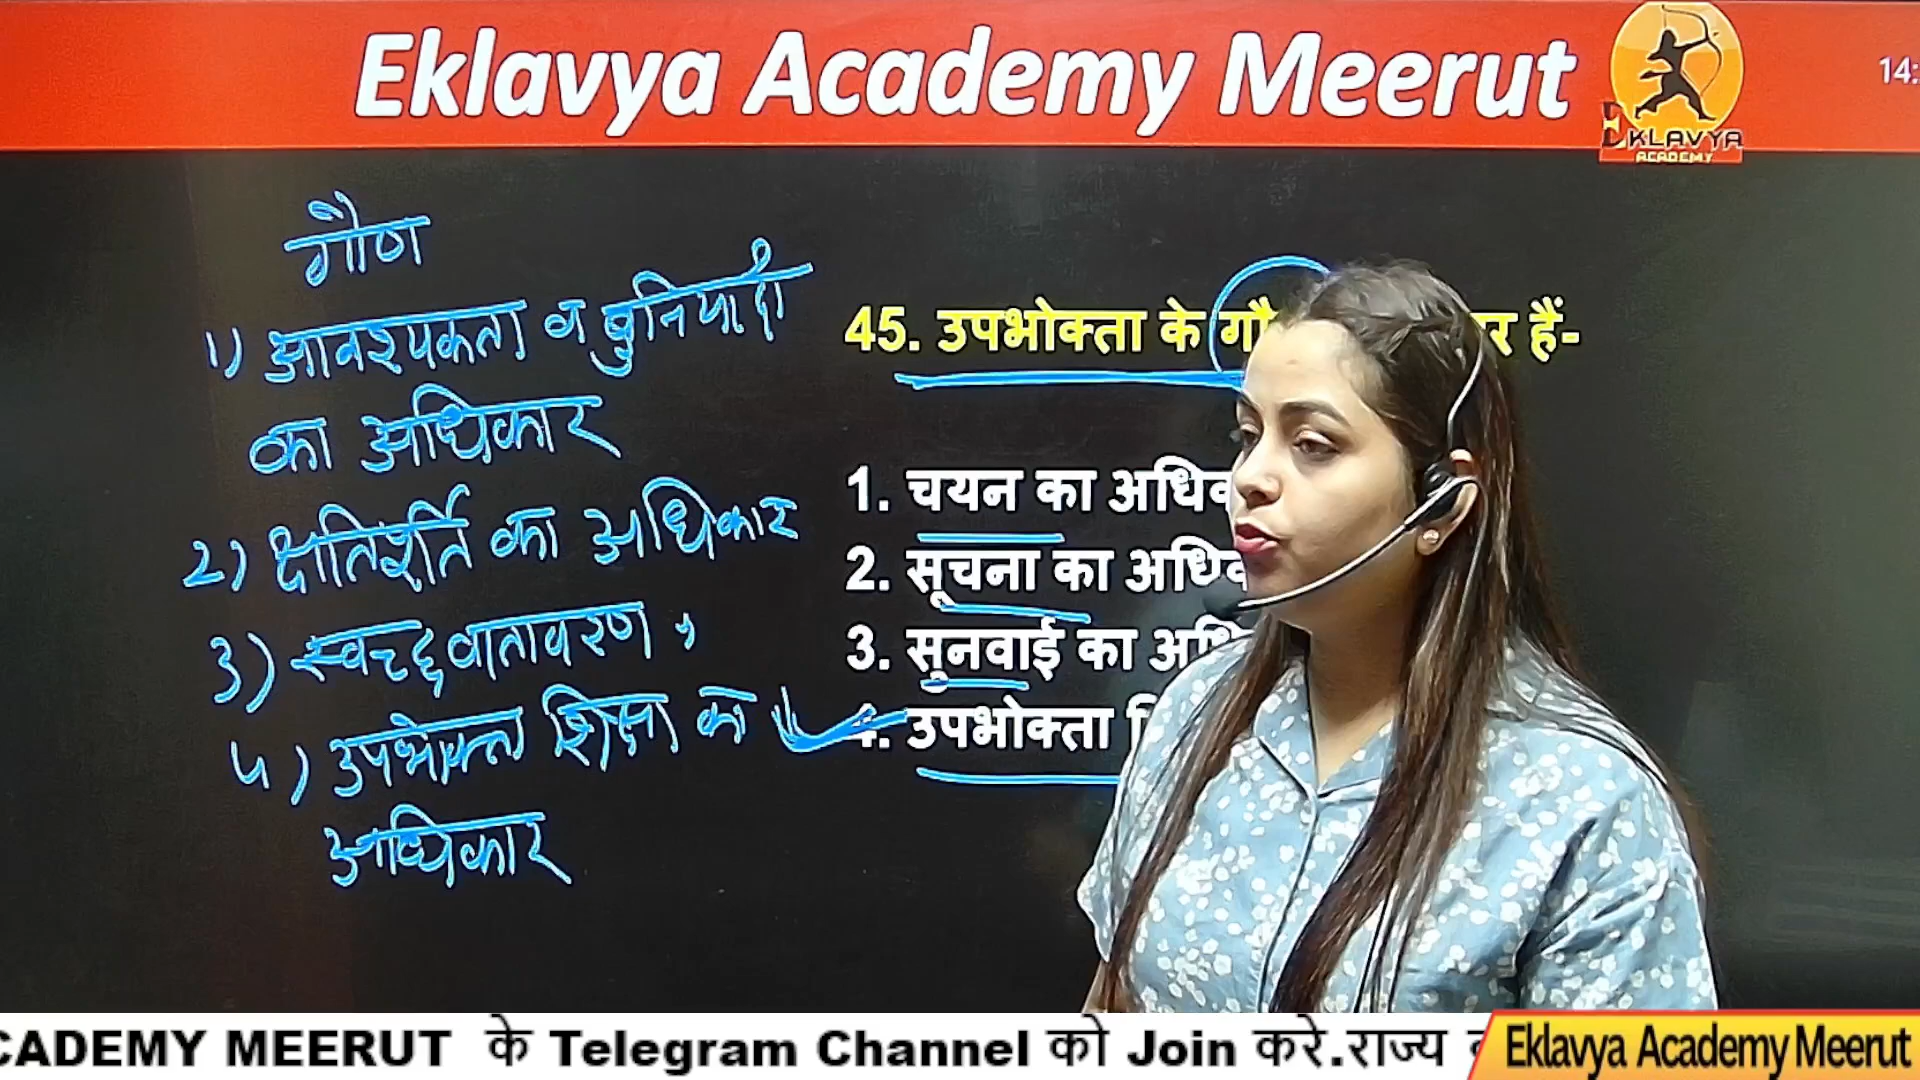 Eklavya Academy Meerut
14:
EKLAVYA
ACADEMY
गौण
1) आवश्यकता व बुनियादी
का अधिकार
2) क्षतिपूर्ति का अधिकार
3) स्वच्छ वातावरण ,,
4) उपभोक्ता शिक्षा का
अधिकार
45. उपभोक्ता के गौ र हैं-
1. चयन का अधिक
2. सूचना का अधिक
3. सुनवाई का अधि
4. उपभोक्ता
CADEMY MEERUT के Telegram Channel को Join करे.राज्य
Eklavya Academy Meerut